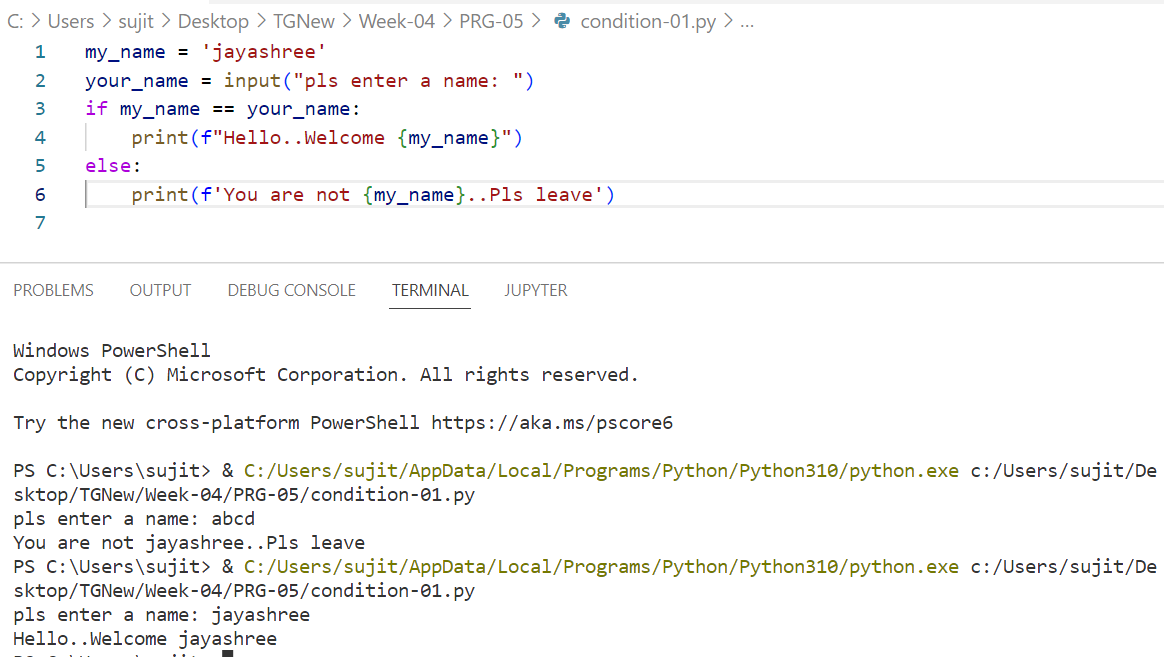 C: > Users > sujit > Desktop > TGNew > Week-04 > PRG-05 > condition-01.py > ...
1 my_name = 'jayashree'
2 your_name = input("pls enter a name: ")
3 if my_name == your_name:
4     print(f"Hello..Welcome {my_name}")
5 else:
6     print(f'You are not {my_name}..Pls leave')
7
PROBLEMS OUTPUT DEBUG CONSOLE TERMINAL JUPYTER
Windows PowerShell
Copyright (C) Microsoft Corporation. All rights reserved.
Try the new cross-platform PowerShell https://aka.ms/pscore6
PS C:\Users\sujit> & C:/Users/sujit/AppData/Local/Programs/Python/Python310/python.exe c:/Users/sujit/De
sktop/TGNew/Week-04/PRG-05/condition-01.py
pls enter a name: abcd
You are not jayashree..Pls leave
PS C:\Users\sujit> & C:/Users/sujit/AppData/Local/Programs/Python/Python310/python.exe c:/Users/sujit/De
sktop/TGNew/Week-04/PRG-05/condition-01.py
pls enter a name: jayashree
Hello..Welcome jayashree